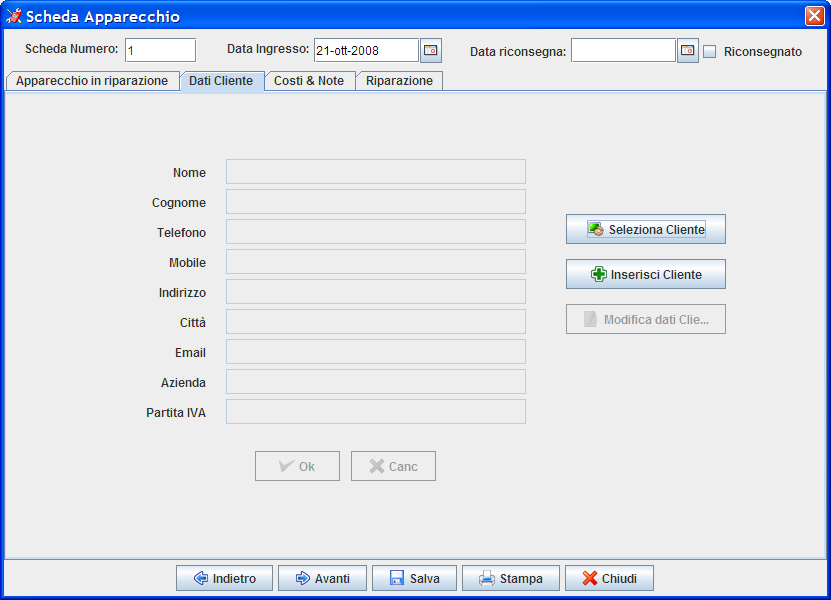 Scheda Apparecchio
Scheda Numero: 1 Data Ingresso: 21-ott-2008 Data riconsegna: Riconsegnato
Apparecchio in riparazione Dati Cliente Costi & Note Riparazione
Nome
Cognome
Telefono
Mobile
Indirizzo
Città
Email
Azienda
Partita IVA
Seleziona Cliente
Inserisci Cliente
Modifica dati Clie...
Ok Canc
Indietro Avanti Salva Stampa Chiudi